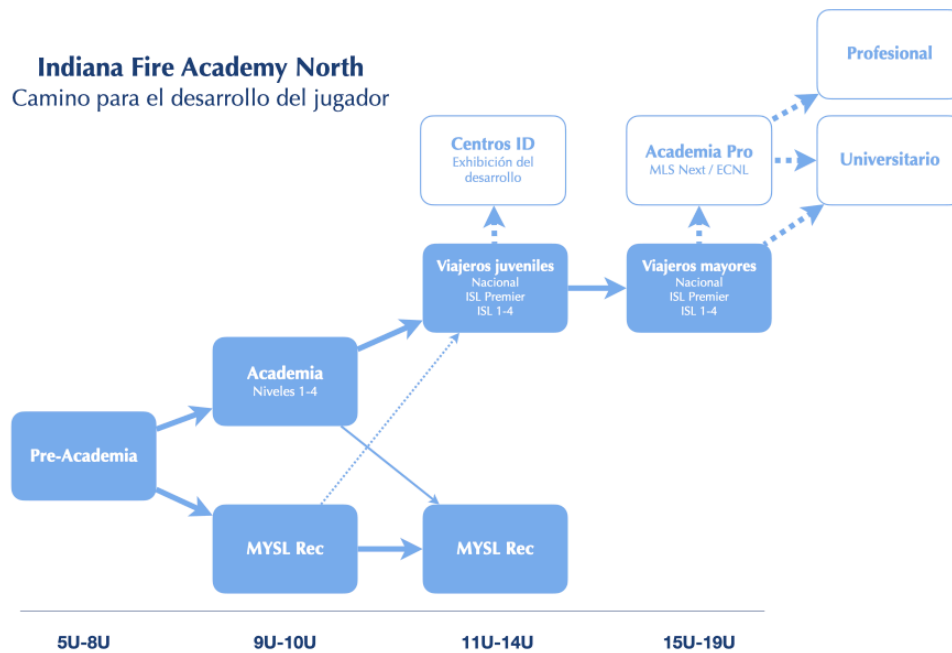 Indiana Fire Academy North
Camino para el desarrollo del jugador
Profesional
Centros ID
Exhibición del
desarrollo
Academia Pro
MLS Next / ECNL
Universitario
Viajeros juveniles
Nacional
ISL Premier
ISL 1-4
Viajeros mayores
Nacional
ISL Premier
ISL 1-4
Academia
Niveles 1-4
Pre-Academia
MYSL Rec
MYSL Rec
5U-8U
9U-10U
11U-14U
15U-19U